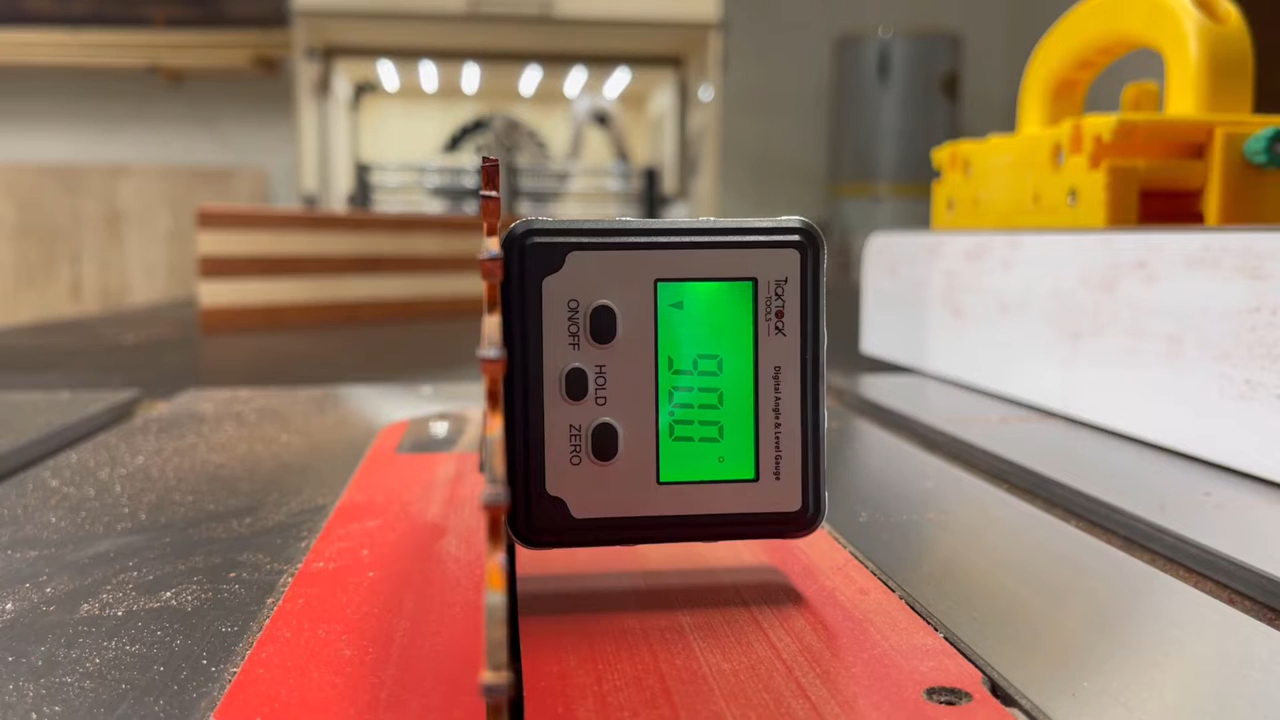 TICKTOCK
TOOLS
Digital Angle & Level Gauge
90.0°
ON/OFF
HOLD
ZERO